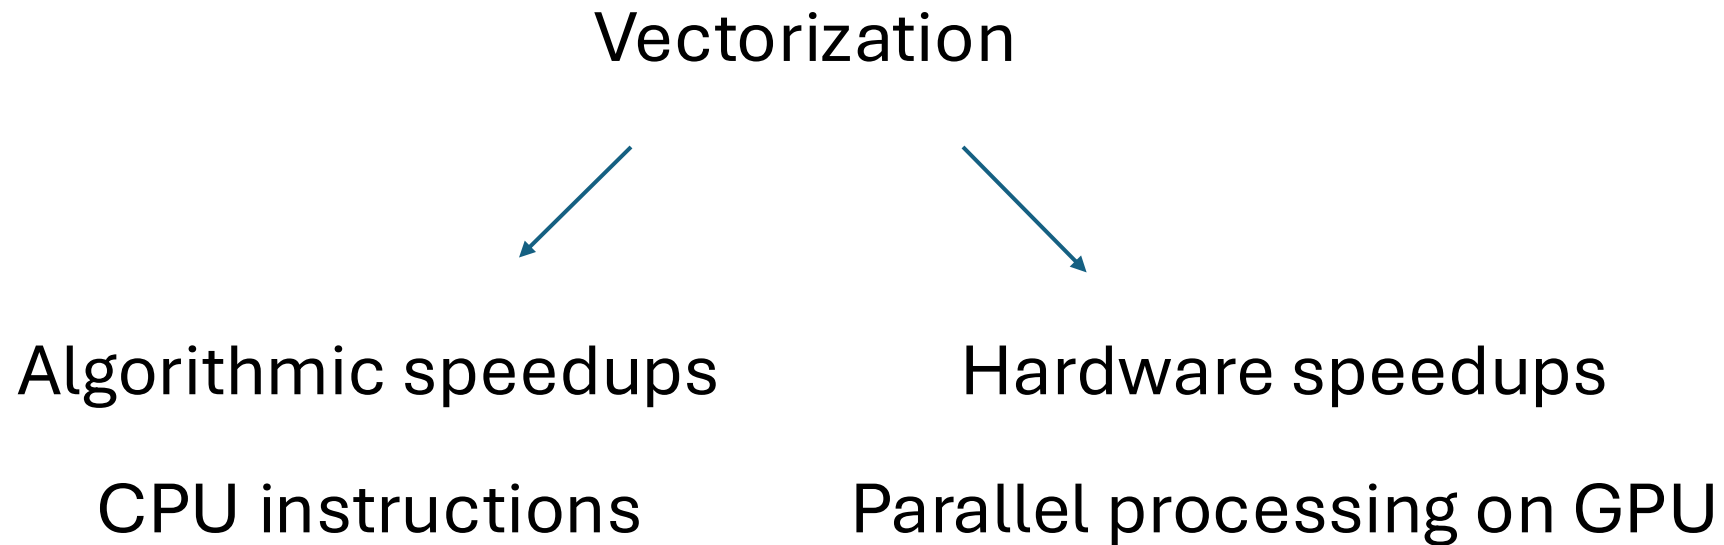 Vectorization
Algorithmic speedups
Hardware speedups
CPU instructions
Parallel processing on GPU